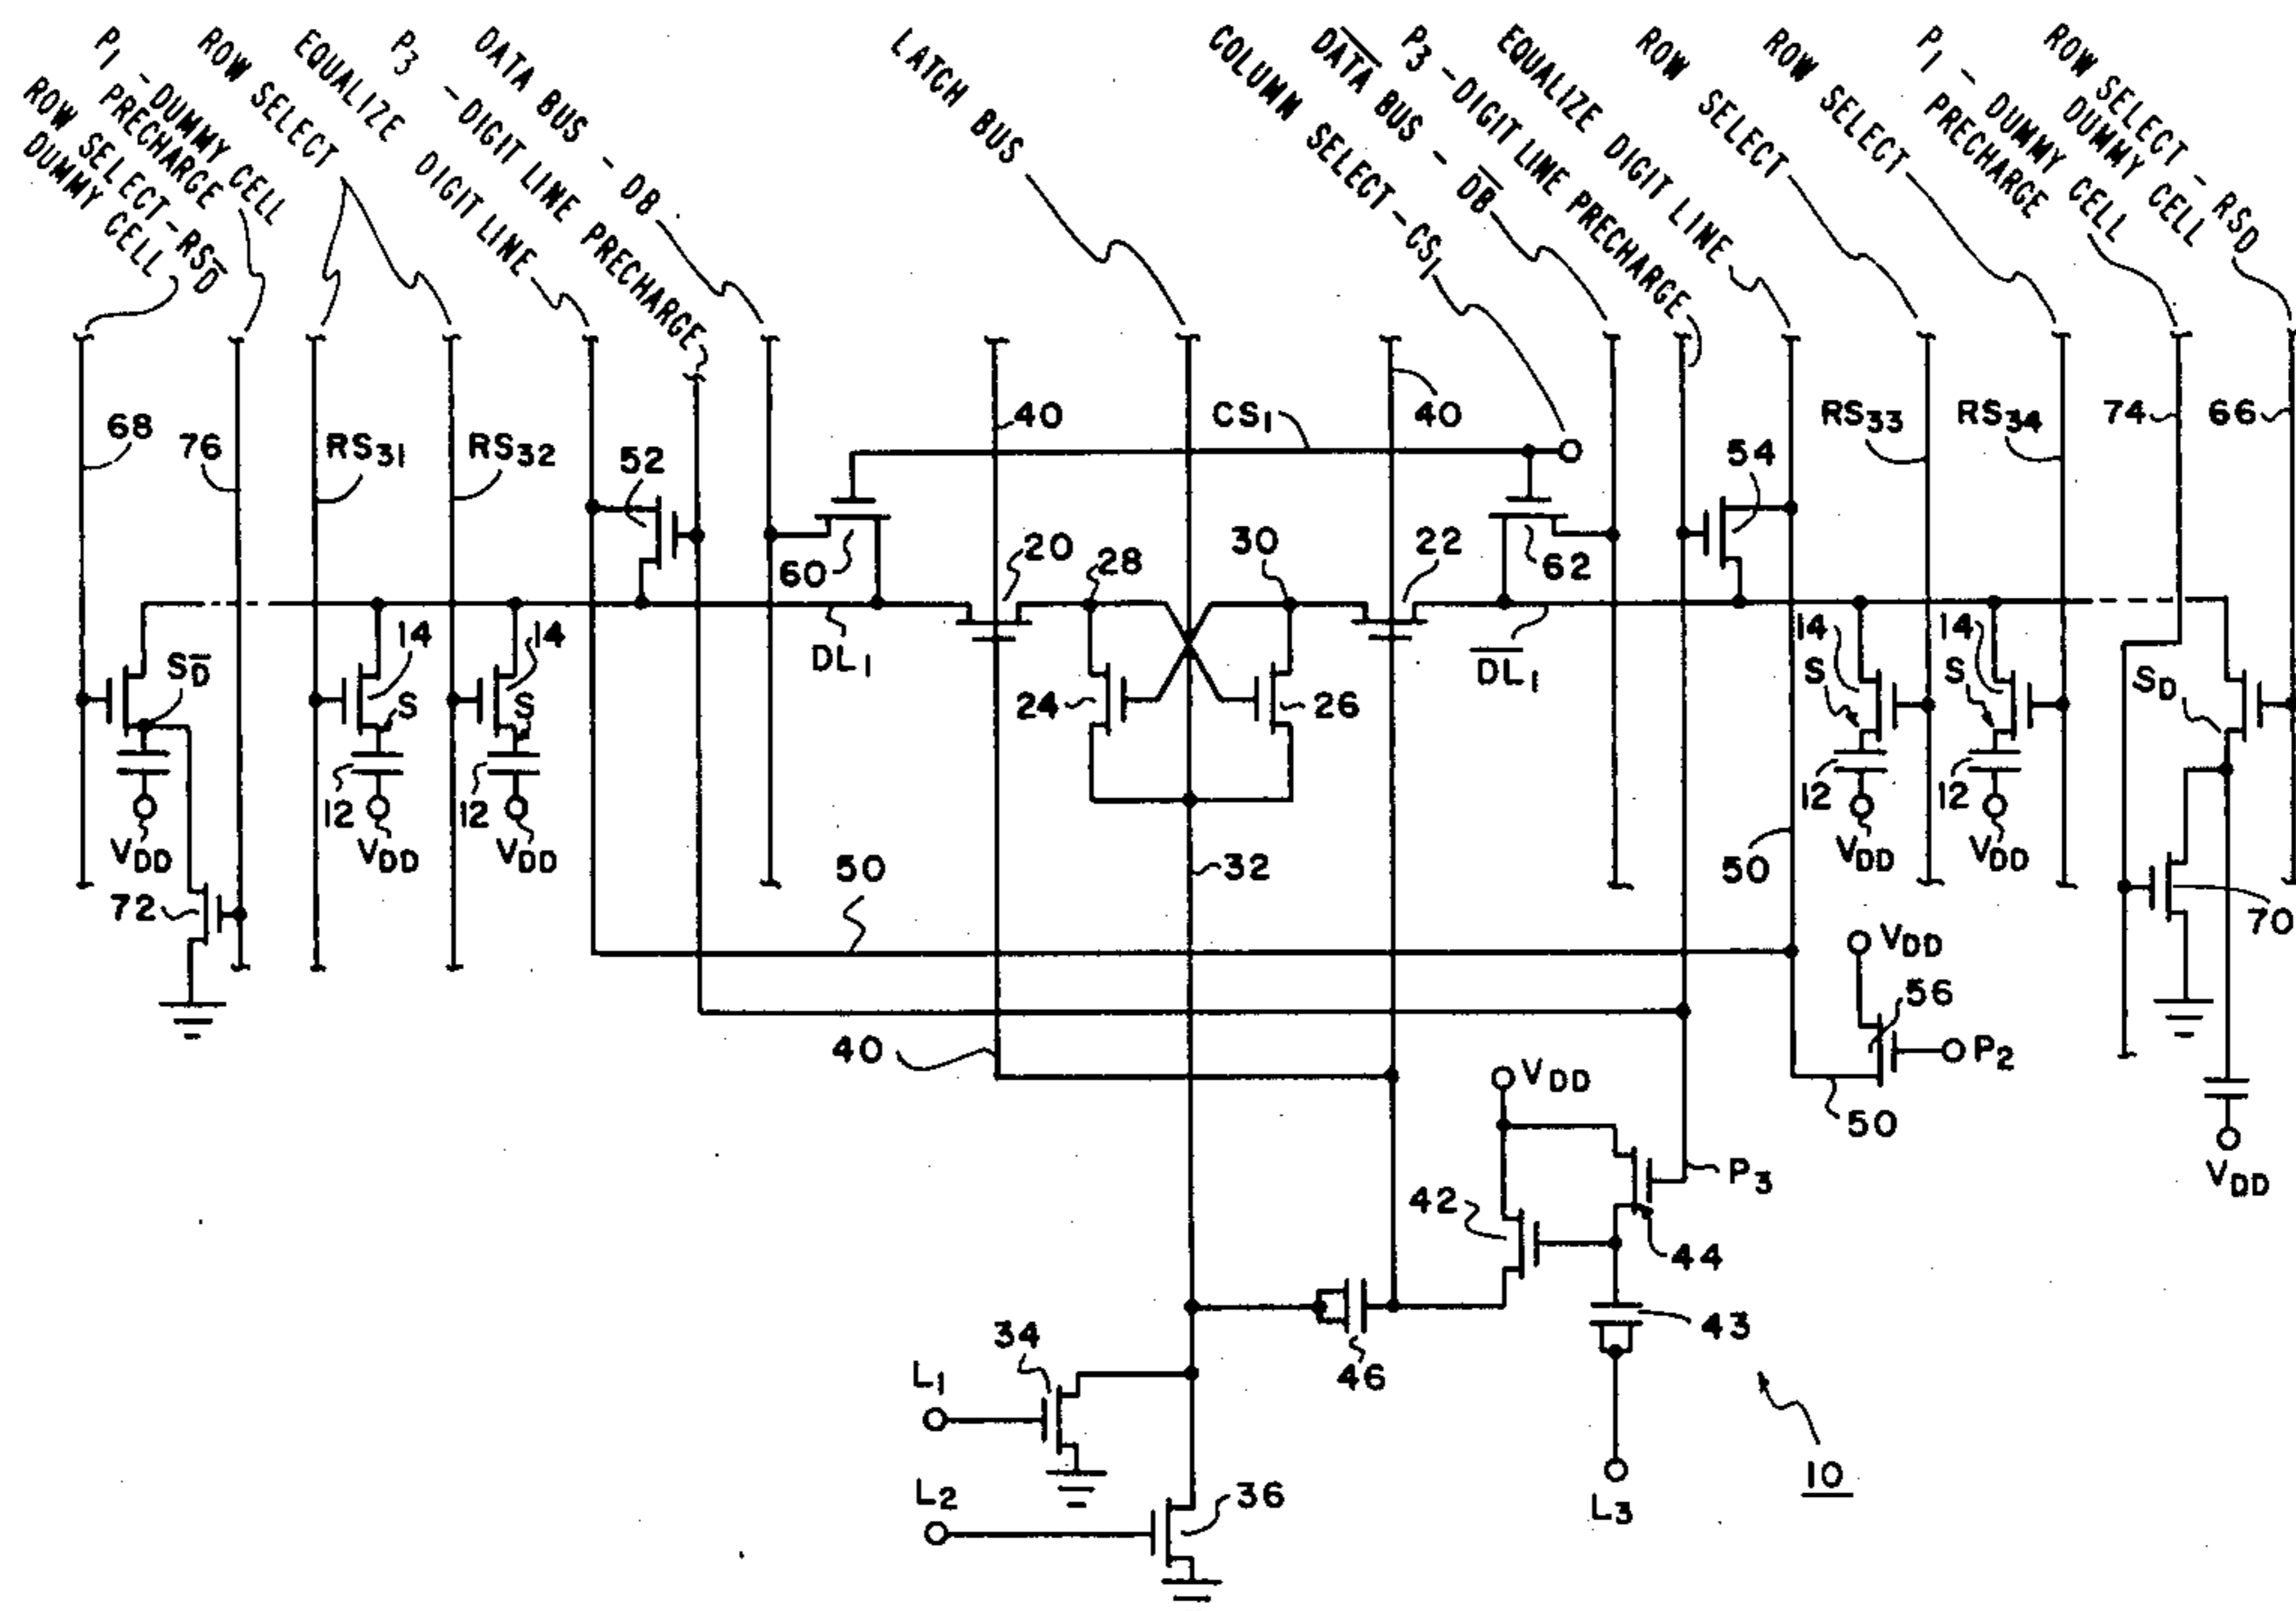 ROW SELECT-RSD̅
DUMMY CELL
P1 -DUMMY CELL
PRECHARGE
ROW SELECT
EQUALIZE DIGIT LINE
P3 -DIGIT LINE PRECHARGE
DATA BUS - DB
LATCH BUS
COLUMN SELECT-CS1
D̅A̅T̅A̅ BUS - D̅B̅
P3-DIGIT LINE PRECHARGE
EQUALIZE DIGIT LINE
ROW SELECT
ROW SELECT
P1 - DUMMY CELL
PRECHARGE
ROW SELECT-RSD
DUMMY CELL
68
76
RS31
RS32
52
40
CS1
40
RS33
54
RS34
74
66
60
20
28
30
22
62
SD̅
14
S
14
S
DL1
24
26
D̅L̅1
14
S
14
S
SD
12
12
12
12
VDD
VDD
VDD
50
32
50
VDD
VDD
72
70
VDD
56
P2
40
VDD
50
P3
42
44
VDD
43
46
34
L1
L2
36
L3
10